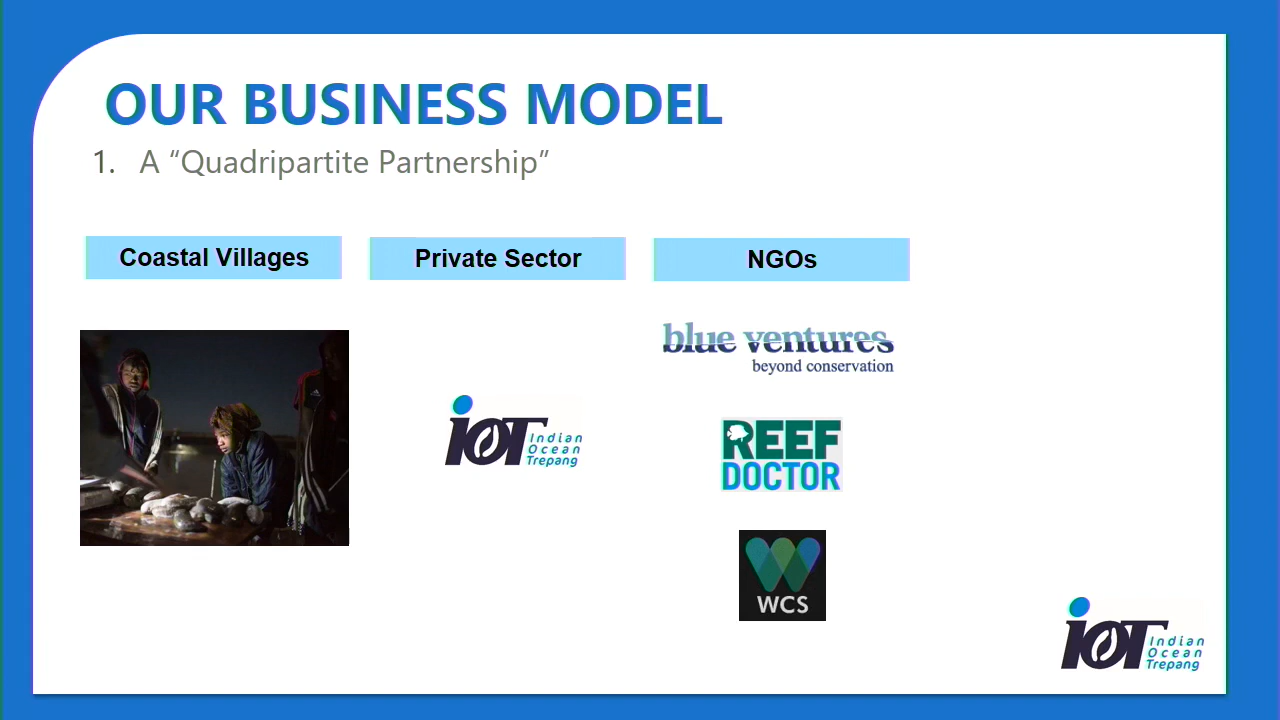 OUR BUSINESS MODEL
1. A “Quadripartite Partnership”
Coastal Villages
Private Sector
NGOs
blue ventures
beyond conservation
iOT Indian
Ocean
Trepang
REEF
DOCTOR
WCS
iOT Indian
Ocean
Trepang